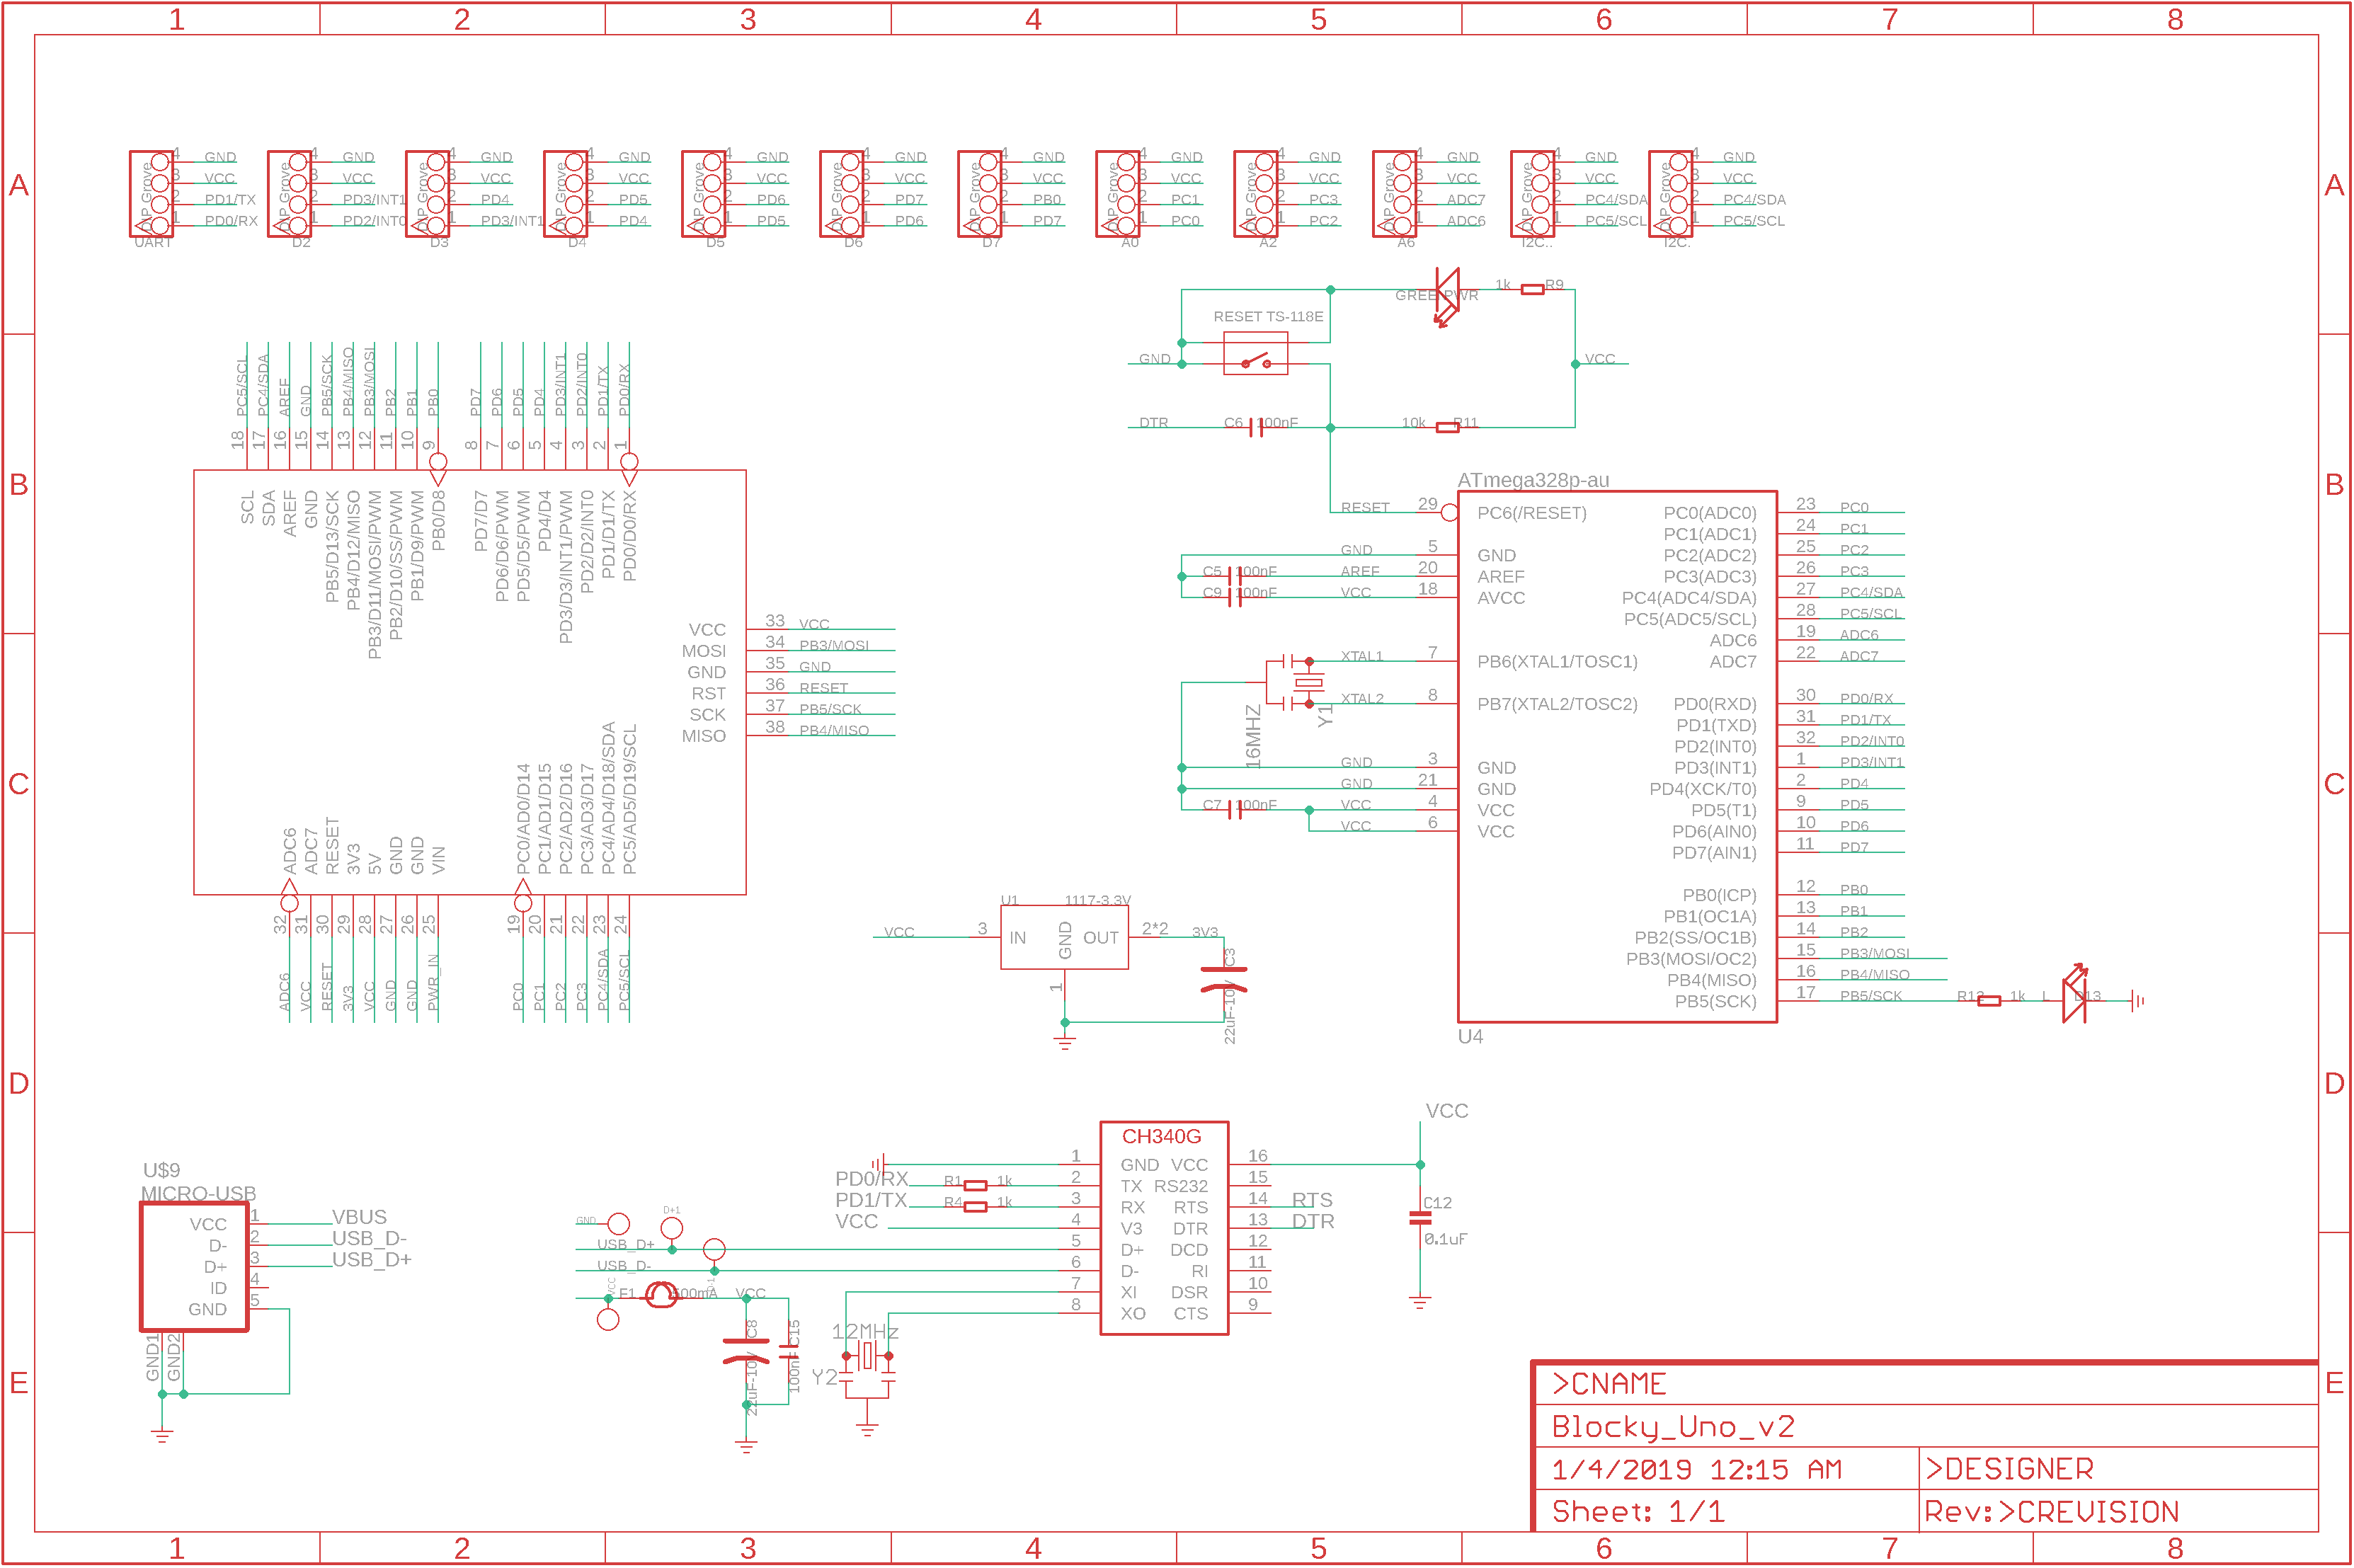 1 2 3 4 5 6 7 8
A A
4 GND 4 GND 4 GND 4 GND 4 GND 4 GND 4 GND 4 GND 4 GND 4 GND 4 GND 4 GND
3 VCC 3 VCC 3 VCC 3 VCC 3 VCC 3 VCC 3 VCC 3 VCC 3 VCC 3 VCC 3 VCC 3 VCC
2 PD1/TX 2 PD3/INT1 2 PD4 2 PD5 2 PD6 2 PD7 2 PB0 2 PC1 2 PC3 2 ADC7 2 PC4/SDA 2 PC4/SDA
1 PD0/RX 1 PD2/INT0 1 PD3/INT1 1 PD4 1 PD5 1 PD6 1 PD7 1 PC0 1 PC2 1 ADC6 1 PC5/SCL 1 PC5/SCL
Grove Grove Grove Grove Grove Grove Grove Grove Grove Grove Grove Grove
UART D2 D3 D4 D5 D6 D7 A0 A2 A6 I2C.. I2C.
GREE PWR 1k R9
RESET TS-118E
GND VCC
DTR C6 100nF 10k R11
B B
PC5/SCL PC4/SDA AREF GND PB5/SCK PB4/MISO PB3/MOSI PB2 PB1 PB0 PD7 PD6 PD5 PD4 PD3/INT1 PD2/INT0 PD1/TX PD0/RX
18 17 16 15 14 13 12 11 10 9 8 7 6 5 4 3 2 1
SCL SDA AREF GND PB5/D13/SCK PB4/D12/MISO PB3/D11/MOSI/PWM PB2/D10/SS/PWM PB1/D9/PWM PB0/D8 PD7/D7 PD6/D6/PWM PD5/D5/PWM PD4/D4 PD3/D3/INT1/PWM PD2/D2/INT0 PD1/D1/TX PD0/D0/RX
VCC 33 VCC
MOSI 34 PB3/MOSI
GND 35 GND
RST 36 RESET
SCK 37 PB5/SCK
MISO 38 PB4/MISO
ADC6 ADC7 RESET 3V3 5V GND GND VIN PC0/AD0/D14 PC1/AD1/D15 PC2/AD2/D16 PC3/AD3/D17 PC4/AD4/D18/SDA PC5/AD5/D19/SCL
32 31 30 29 28 27 26 25 19 20 21 22 23 24
ADC6 VCC RESET 3V3 VCC GND GND PWR_IN PC0 PC1 PC2 PC3 PC4/SDA PC5/SCL
ATmega328p-au
RESET 29 PC6(/RESET) PC0(ADC0) 23 PC0
PC1(ADC1) 24 PC1
GND 5 GND PC2(ADC2) 25 PC2
C5 100nF AREF 20 AREF PC3(ADC3) 26 PC3
C9 100nF VCC 18 AVCC PC4(ADC4/SDA) 27 PC4/SDA
PC5(ADC5/SCL) 28 PC5/SCL
ADC6 19 ADC6
XTAL1 7 PB6(XTAL1/TOSC1) ADC7 22 ADC7
XTAL2 8 PB7(XTAL2/TOSC2) PD0(RXD) 30 PD0/RX
16MHZ Y1
PD1(TXD) 31 PD1/TX
PD2(INT0) 32 PD2/INT0
GND 3 GND PD3(INT1) 1 PD3/INT1
GND 21 GND PD4(XCK/T0) 2 PD4
C7 100nF VCC 4 VCC PD5(T1) 9 PD5
VCC 6 VCC PD6(AIN0) 10 PD6
PD7(AIN1) 11 PD7
PB0(ICP) 12 PB0
PB1(OC1A) 13 PB1
PB2(SS/OC1B) 14 PB2
PB3(MOSI/OC2) 15 PB3/MOSI
PB4(MISO) 16 PB4/MISO
PB5(SCK) 17 PB5/SCK R12 1k L D13
U4
C C
U1 1117-3.3V
VCC 3 IN GND OUT 2*2 3V3
1
C3
22uF-10V
D D
CH340G
VCC
1 GND VCC 16
PD0/RX R1 1k 2 TX RS232 15
PD1/TX R4 1k 3 RX RTS 14 RTS
VCC 4 V3 DTR 13 DTR
5 D+ DCD 12
6 D- RI 11
7 XI DSR 10
8 XO CTS 9
C12
0.1uF
U$9
MICRO-USB
VCC 1 VBUS
D- 2 USB_D-
D+ 3 USB_D+
ID 4
GND 5
GND1 GND2
GND D+1
USB_D+
USB_D-
VCC F1 500mA D-1 VCC
C8 C15
22uF-10V 100nF
12MHz
Y2
E E
>CNAME
Blocky_Uno_v2
1/4/2019 12:15 AM >DESIGNER
Sheet: 1/1 Rev:>CREVISION
1 2 3 4 5 6 7 8